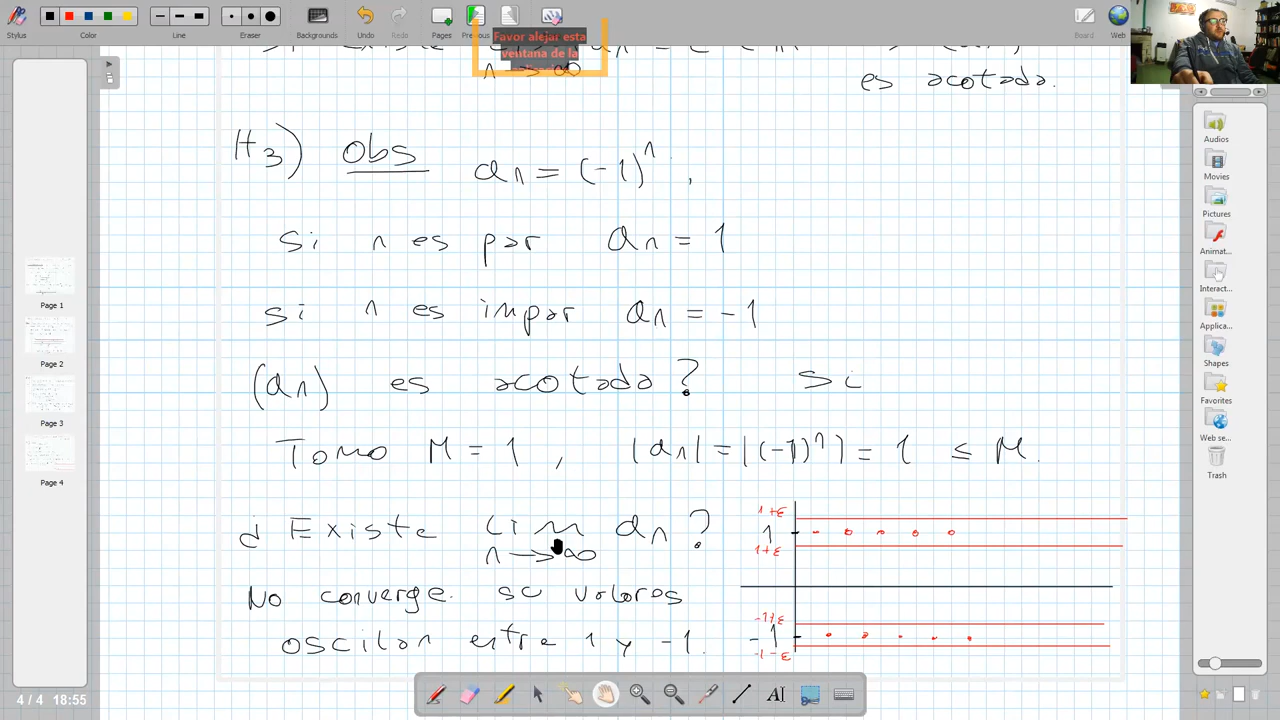 Stylus
Color
Line
Eraser
Backgrounds
Undo
Pages
Previous
Board
Web
Favor alejar esta
ventana de la
n → ∞
es acotada.
H3) Obs an = (-1)^n,
si n es par an = 1
si n es impar an = -1
(an) es acotada? Si
Tomo M = 1, |an| = |(-1)^n| = 1 ≤ M.
¿Existe Lim an?
n → ∞
No converge. su valores
oscilan entre 1 y -1.
1+ε
1
1+ε
-1+ε
-1
-1-ε
Page 1
Page 2
Page 3
Page 4
4 / 4 18:55
Audios
Movies
Pictures
Animat...
Interact...
Applica...
Shapes
Favorites
Web se...
Trash
AI